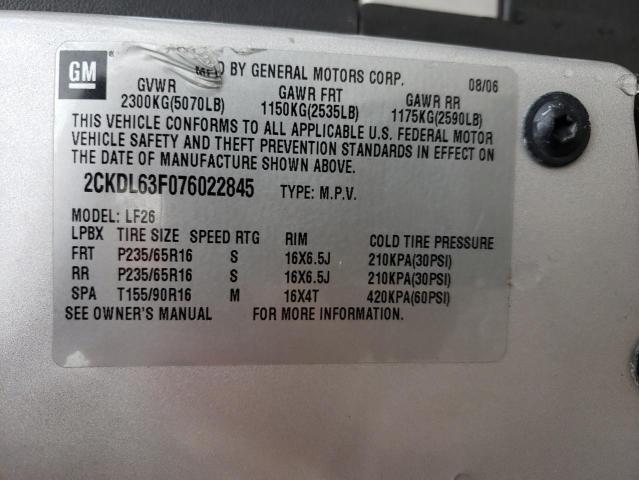 GM
MFD BY GENERAL MOTORS CORP. 08/06
GVWR GAWR FRT GAWR RR
2300KG(5070LB) 1150KG(2535LB) 1175KG(2590LB)
THIS VEHICLE CONFORMS TO ALL APPLICABLE U.S. FEDERAL MOTOR
VEHICLE SAFETY AND THEFT PREVENTION STANDARDS IN EFFECT ON
THE DATE OF MANUFACTURE SHOWN ABOVE.
2CKDL63F076022845 TYPE: M.P.V.
MODEL: LF26
LPBX TIRE SIZE SPEED RTG RIM COLD TIRE PRESSURE
FRT P235/65R16 S 16X6.5J 210KPA(30PSI)
RR P235/65R16 S 16X6.5J 210KPA(30PSI)
SPA T155/90R16 M 16X4T 420KPA(60PSI)
SEE OWNER'S MANUAL FOR MORE INFORMATION.